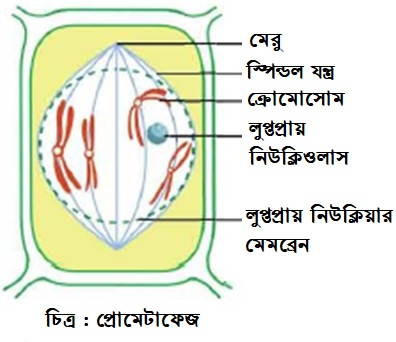 মেরু
স্পিন্ডল যন্ত্র
ক্রোমোসোম
লুপ্তপ্রায়
নিউক্লিওলাস
লুপ্তপ্রায় নিউক্লিয়ার
মেমব্রেন
চিত্র : প্রোমেটাফেজ